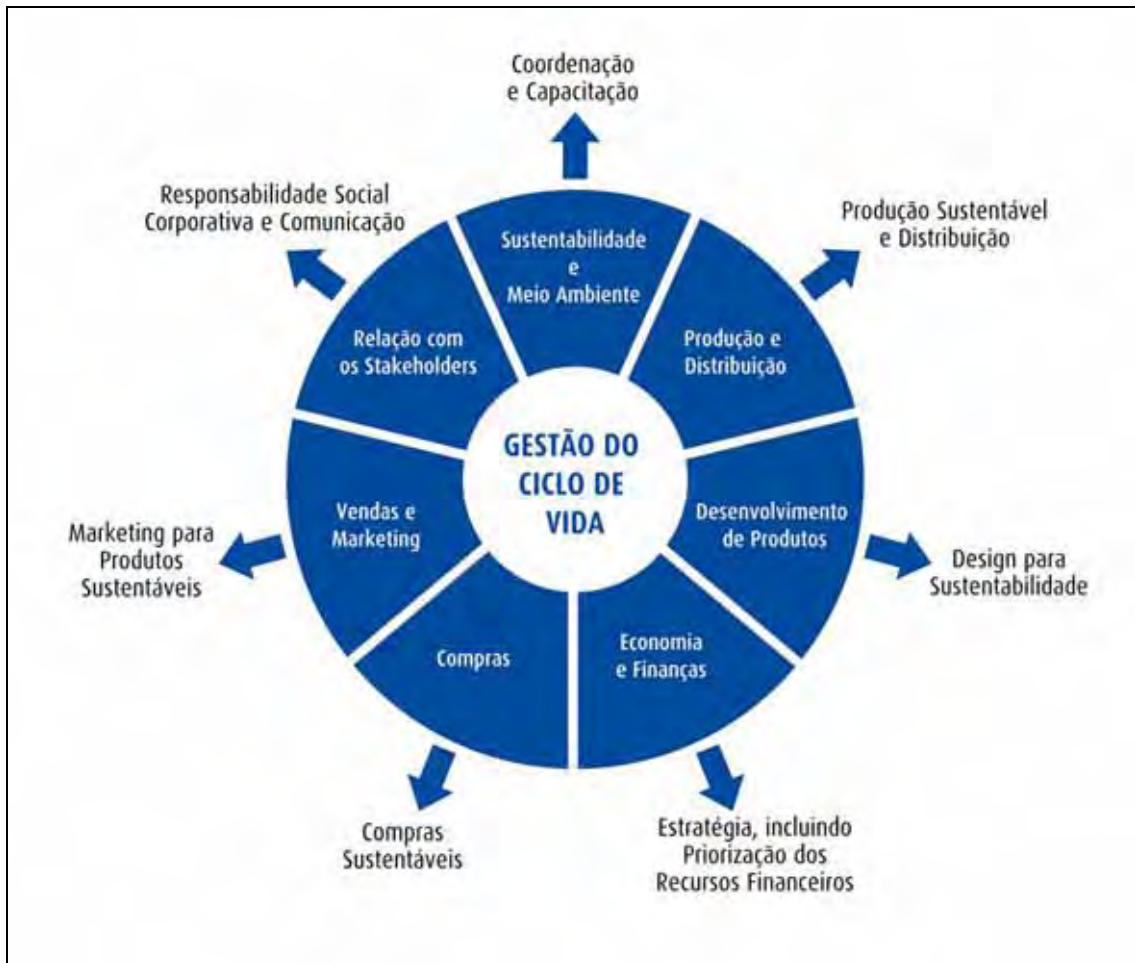 Coordenação
e Capacitação
Responsabilidade Social
Corporativa e Comunicação
Produção Sustentável
e Distribuição
Sustentabilidade
e
Meio Ambiente
Relação com
os Stakeholders
Produção e
Distribuição
GESTÃO DO
CICLO DE
VIDA
Vendas e
Marketing
Desenvolvimento
de Produtos
Marketing para
Produtos
Sustentáveis
Design para
Sustentabilidade
Compras
Economia
e Finanças
Compras
Sustentáveis
Estratégia, incluindo
Priorização dos
Recursos Financeiros